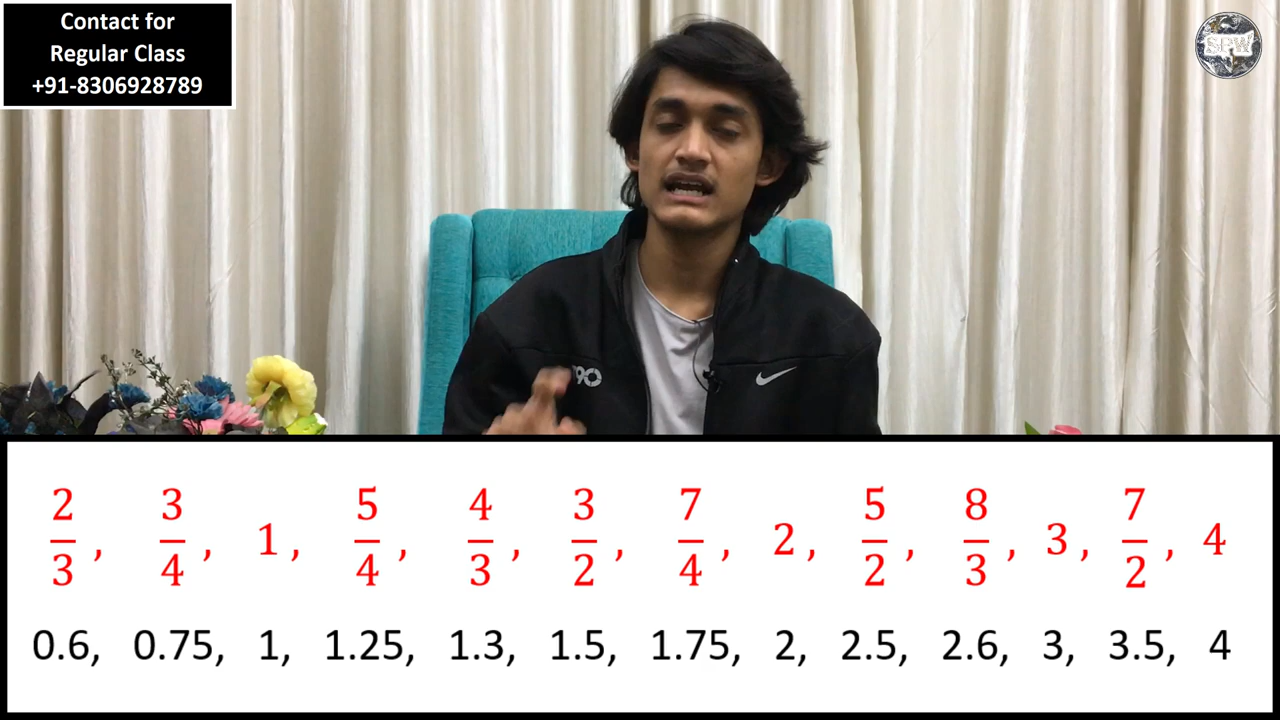 Contact for
Regular Class
+91-8306928789
SPW
90
2/3, 3/4, 1, 5/4, 4/3, 3/2, 7/4, 2, 5/2, 8/3, 3, 7/2, 4
0.6, 0.75, 1, 1.25, 1.3, 1.5, 1.75, 2, 2.5, 2.6, 3, 3.5, 4